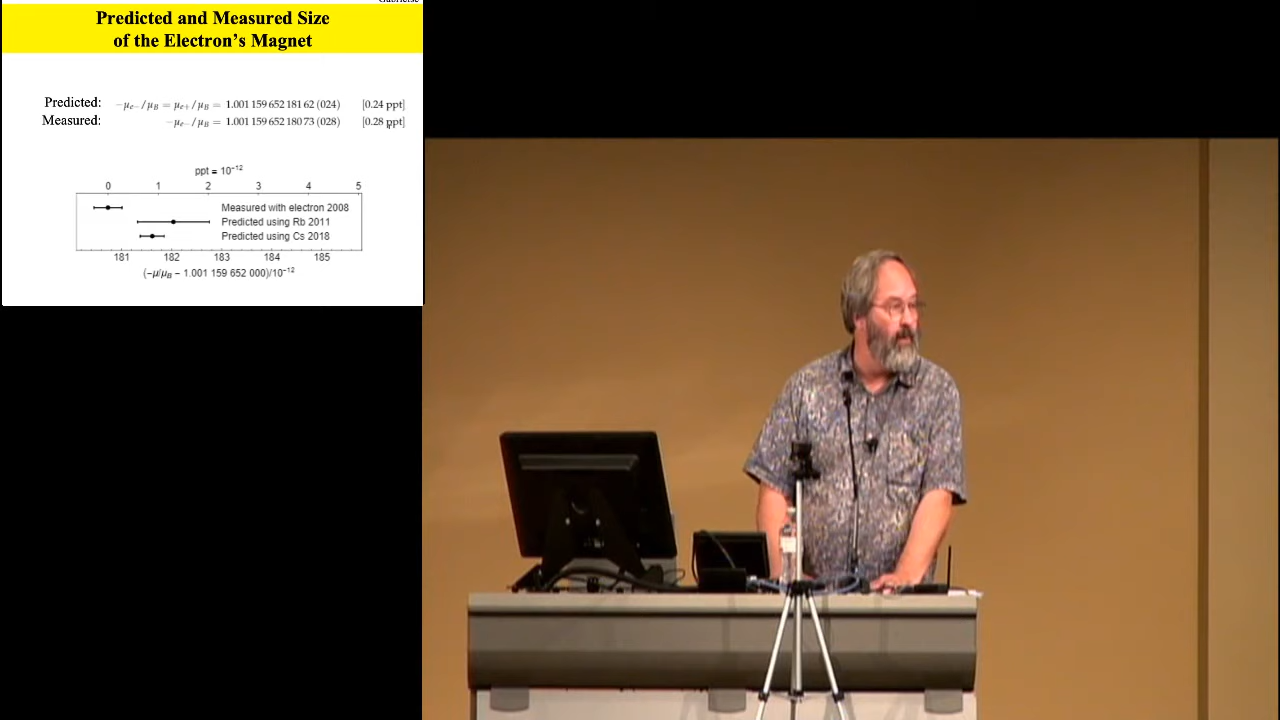 Gabrielse
Predicted and Measured Size
of the Electron's Magnet
Predicted: −μe−/μB = μe+/μB = 1.001 159 652 181 62 (024) [0.24 ppt]
Measured: −μe−/μB = 1.001 159 652 180 73 (028) [0.28 ppt]
ppt = 10⁻¹²
0 1 2 3 4 5
Measured with electron 2008
Predicted using Rb 2011
Predicted using Cs 2018
181 182 183 184 185
(−μ/μB − 1.001 159 652 000)/10⁻¹²